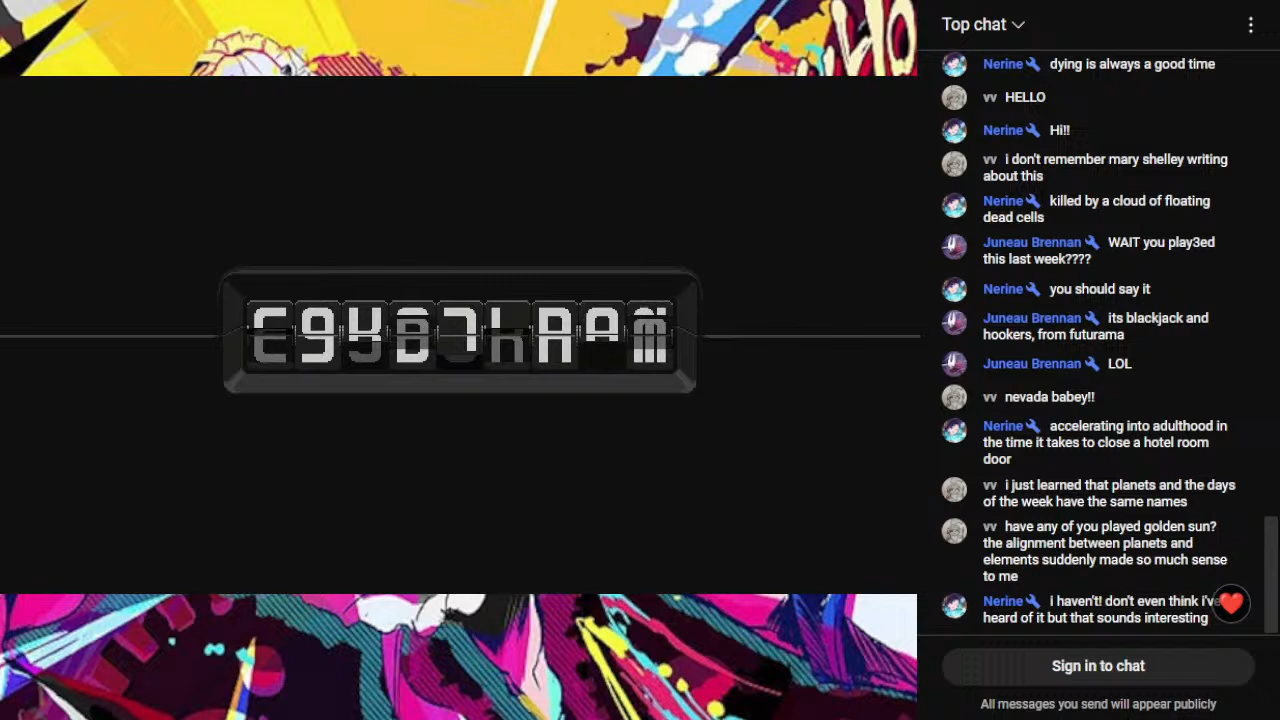 Top chat
Nerine dying is always a good time
vv HELLO
Nerine Hi!!
vv i don't remember mary shelley writing
about this
Nerine killed by a cloud of floating
dead cells
Juneau Brennan WAIT you play3ed
this last week????
Nerine you should say it
Juneau Brennan its blackjack and
hookers, from futurama
Juneau Brennan LOL
vv nevada babey!!
Nerine accelerating into adulthood in
the time it takes to close a hotel room
door
vv i just learned that planets and the days
of the week have the same names
vv have any of you played golden sun?
the alignment between planets and
elements suddenly made so much sense
to me
Nerine i haven't! don't even think
heard of it but that sounds interesting
Sign in to chat
All messages you send will appear publicly